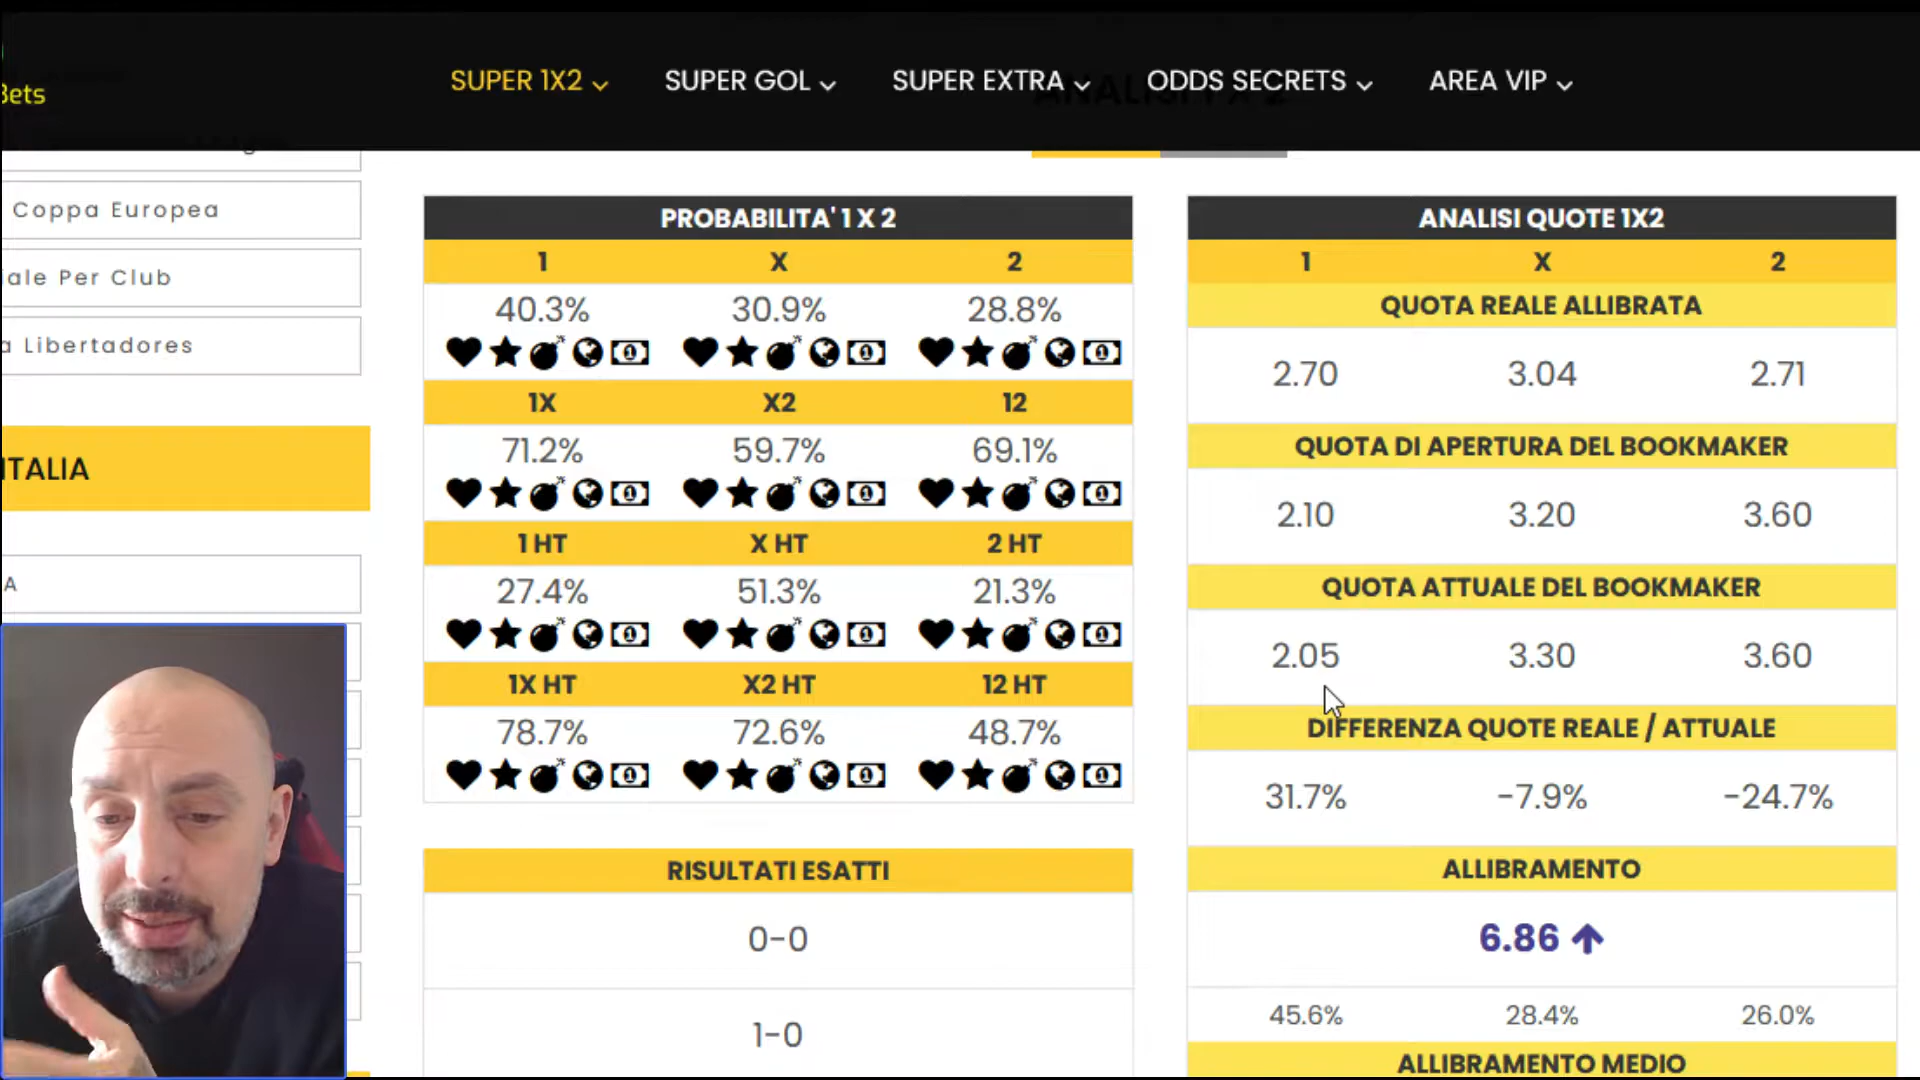 Bets
SUPER 1X2
SUPER GOL
SUPER EXTRA
ODDS SECRETS
AREA VIP
Coppa Europea
iale Per Club
a Libertadores
ITALIA
A
PROBABILITA' 1 X 2
1 X 2
40.3% 30.9% 28.8%
1X X2 12
71.2% 59.7% 69.1%
1 HT X HT 2 HT
27.4% 51.3% 21.3%
1X HT X2 HT 12 HT
78.7% 72.6% 48.7%
RISULTATI ESATTI
0-0
1-0
ANALISI QUOTE 1X2
1 X 2
QUOTA REALE ALLIBRATA
2.70 3.04 2.71
QUOTA DI APERTURA DEL BOOKMAKER
2.10 3.20 3.60
QUOTA ATTUALE DEL BOOKMAKER
2.05 3.30 3.60
DIFFERENZA QUOTE REALE / ATTUALE
31.7% -7.9% -24.7%
ALLIBRAMENTO
6.86
45.6% 28.4% 26.0%
ALLIBRAMENTO MEDIO